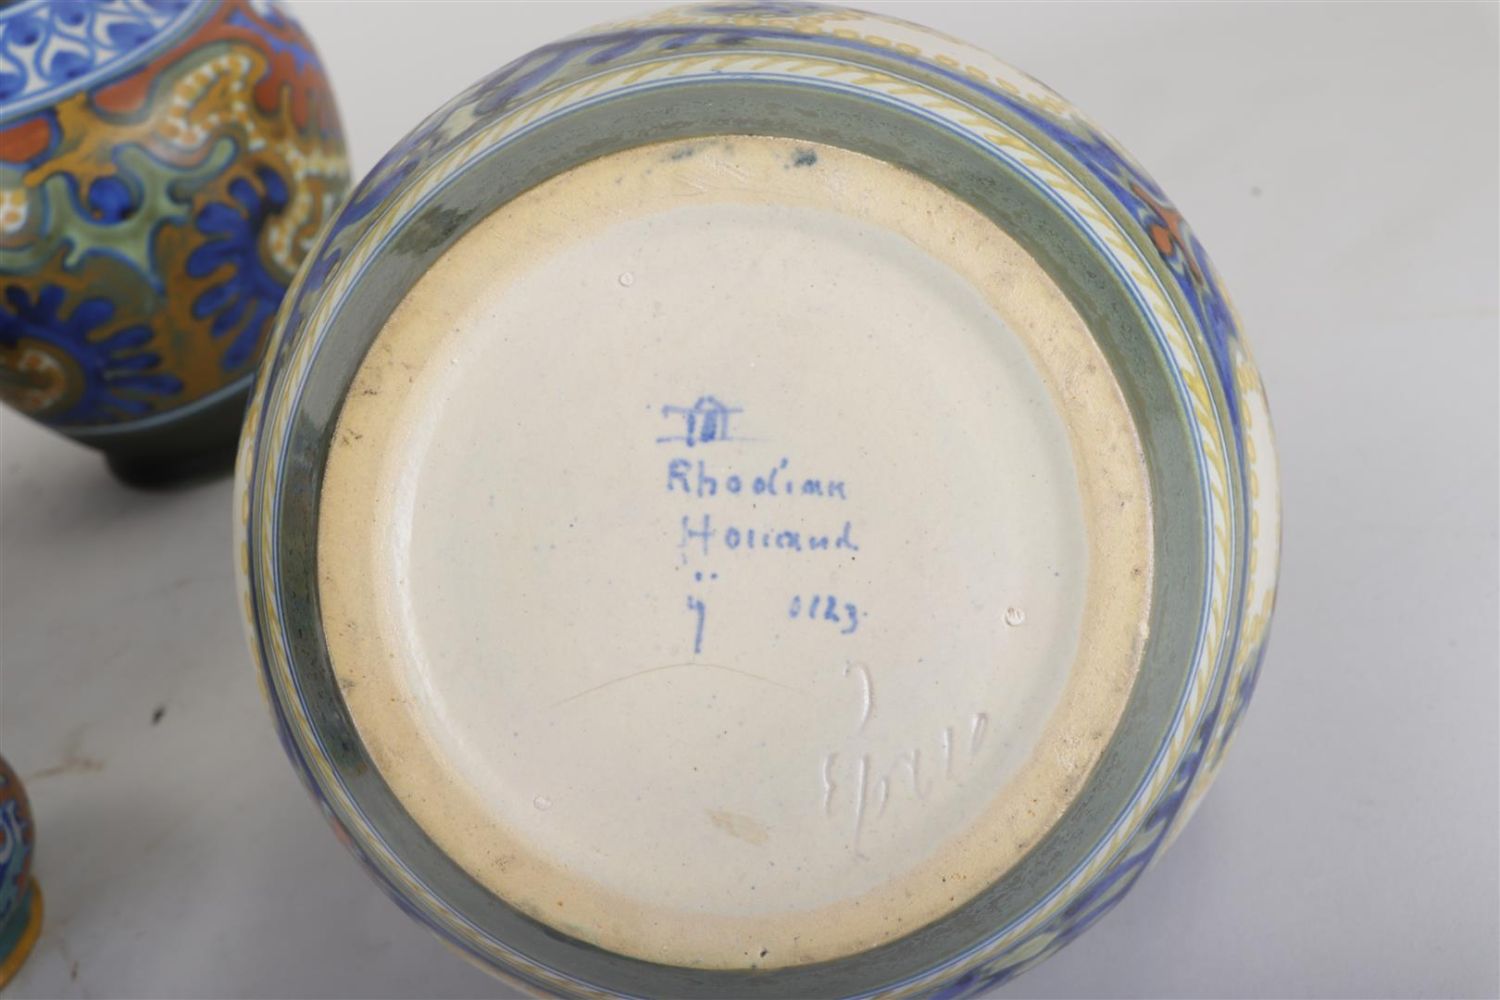 Rhodian
Holland
ÿ 0123.